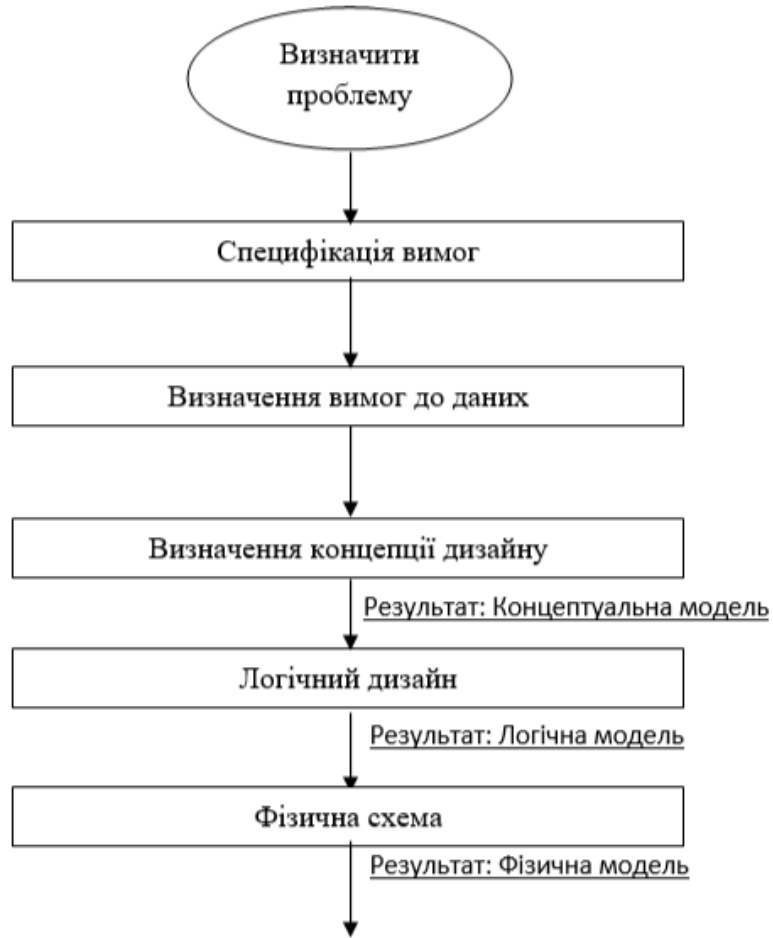 Визначити
проблему
Специфікація вимог
Визначення вимог до даних
Визначення концепції дизайну
Результат: Концептуальна модель
Логічний дизайн
Результат: Логічна модель
Фізична схема
Результат: Фізична модель